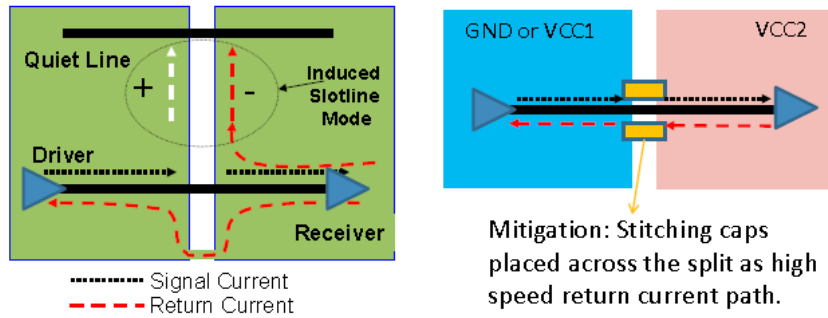 Quiet Line
+
-
Induced
Slotline
Mode
Driver
Receiver
Signal Current
Return Current
GND or VCC1
VCC2
Mitigation: Stitching caps
placed across the split as high
speed return current path.